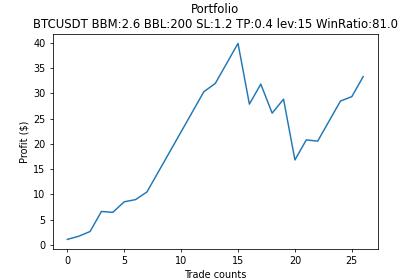 Portfolio
BTCUSDT BBM:2.6 BBL:200 SL:1.2 TP:0.4 lev:15 WinRatio:81.0
40
35
30
25
20
15
10
5
0
Profit ($)
0 5 10 15 20 25
Trade counts